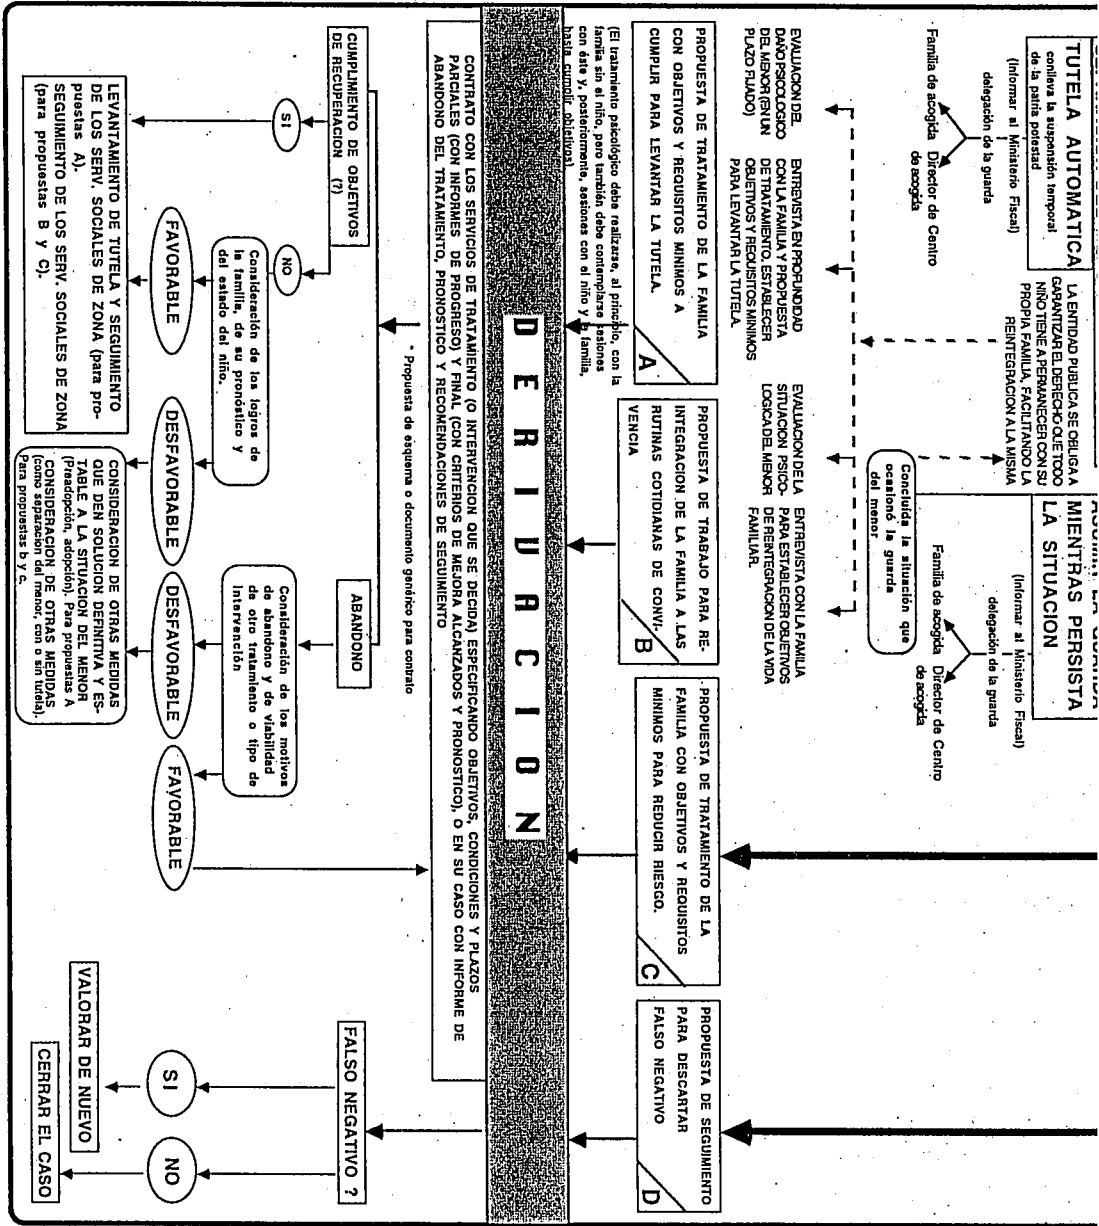 TUTELA AUTOMATICA
conlleva la suspensión temporal
de la patria potestad
(Informar al Ministerio Fiscal)
delegación de la guarda
Familia de acogida
Director de Centro
de acogida
LA ENTIDAD PUBLICA SE OBLIGA A
GARANTIZAR EL DERECHO QUE TODO
NIÑO TIENE A PERMANECER CON SU
PROPIA FAMILIA, FACILITANDO LA
REINTEGRACION A LA MISMA
ASUMIR LA GUARDA
MIENTRAS PERSISTA
LA SITUACION
(Informar al Ministerio Fiscal)
delegación de la guarda
Familia de acogida
Director de Centro
de acogida
Concluida la situación que
ocasionó la guarda
del menor
EVALUACION DEL
DAÑO PSICOLOGICO
DEL MENOR (EN UN
PLAZO FIJADO)
ENTREVISTA EN PROFUNDIDAD
CON LA FAMILIA Y PROPUESTA
DE TRATAMIENTO. ESTABLECER
OBJETIVOS Y REQUISITOS MINIMOS
PARA LEVANTAR LA TUTELA.
EVALUACION DE LA
SITUACION PSICO-
LOGICA DEL MENOR
ENTREVISTA CON LA FAMILIA
PARA ESTABLECER OBJETIVOS
DE REINTEGRACION DE LA VIDA
FAMILIAR.
PROPUESTA DE TRATAMIENTO DE LA FAMILIA
CON OBJETIVOS Y REQUISITOS MINIMOS A
CUMPLIR PARA LEVANTAR LA TUTELA.
A
PROPUESTA DE TRABAJO PARA RE-
INTEGRACION DE LA FAMILIA A LAS
RUTINAS COTIDIANAS DE CONVI-
VENCIA
B
PROPUESTA DE TRATAMIENTO DE LA
FAMILIA CON OBJETIVOS Y REQUISITOS
MINIMOS PARA REDUCIR RIESGO.
C
PROPUESTA DE SEGUIMIENTO
PARA DESCARTAR
FALSO NEGATIVO
D
(El tratamiento psicológico debe realizarse, al principio, con la
familia sin el niño, pero también debe contemplarse sesiones
con éste y, posteriormente, sesiones con el niño y la familia,
hasta cumplir objetivos)
DERIVACION
CONTRATO CON LOS SERVICIOS DE TRATAMIENTO (O INTERVENCION QUE SE DECIDA) ESPECIFICANDO OBJETIVOS, CONDICIONES Y PLAZOS
PARCIALES (CON INFORMES DE PROGRESO) Y FINAL (CON CRITERIOS DE MEJORA ALCANZADOS Y PRONOSTICO), O EN SU CASO CON INFORME DE
ABANDONO DEL TRATAMIENTO, PRONOSTICO Y RECOMENDACIONES DE SEGUIMIENTO
* Propuesta de esquema o documento genérico para contrato
CUMPLIMIENTO DE OBJETIVOS
DE RECUPERACION (?)
SI
NO
ABANDONO
FALSO NEGATIVO ?
Consideración de los logros de
la familia, de su pronóstico y
del estado del niño.
Consideración de los motivos
de abandono y de viabilidad
de otro tratamiento o tipo de
intervención
FAVORABLE
DESFAVORABLE
DESFAVORABLE
FAVORABLE
SI
NO
LEVANTAMIENTO DE TUTELA Y SEGUIMIENTO
DE LOS SERV. SOCIALES DE ZONA (para pro-
puestas A).
SEGUIMIENTO DE LOS SERV. SOCIALES DE ZONA
(para propuestas B y C).
CONSIDERACION DE OTRAS MEDIDAS
QUE DEN SOLUCION DEFINITIVA Y ES-
TABLE A LA SITUACION DEL MENOR
(Preadopción, adopción). Para propuestas A
CONSIDERACION DE OTRAS MEDIDAS
(como separación del menor, con o sin tutela).
Para propuestas b y c.
VALORAR DE NUEVO
CERRAR EL CASO